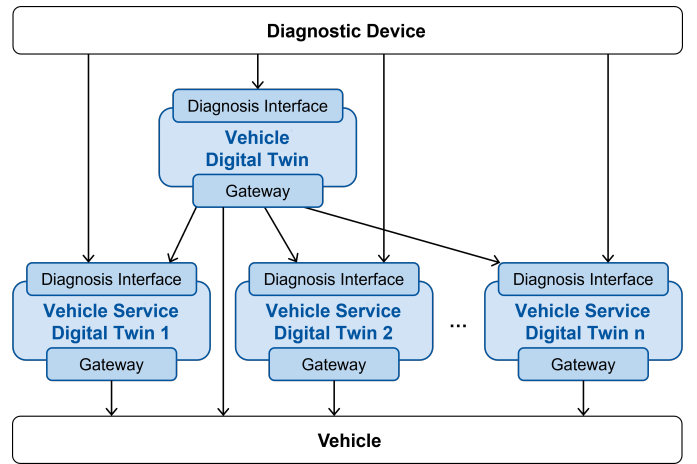 Diagnostic Device
Diagnosis Interface
Vehicle
Digital Twin
Gateway
Diagnosis Interface
Vehicle Service
Digital Twin 1
Gateway
Diagnosis Interface
Vehicle Service
Digital Twin 2
Gateway
...
Diagnosis Interface
Vehicle Service
Digital Twin n
Gateway
Vehicle